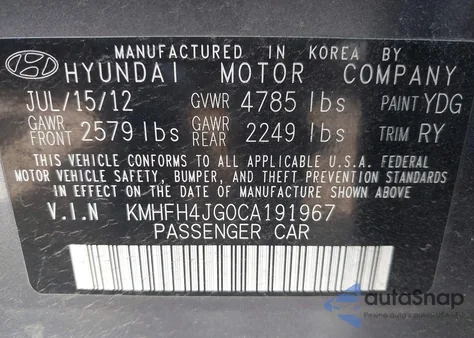 MANUFACTURED IN KOREA BY
HYUNDAI MOTOR COMPANY
JUL/15/12 GVWR 4785 lbs PAINT YDG
GAWR FRONT 2579 lbs GAWR REAR 2249 lbs TRIM RY
THIS VEHICLE CONFORMS TO ALL APPLICABLE U.S.A. FEDERAL
MOTOR VEHICLE SAFETY, BUMPER, AND THEFT PREVENTION STANDARDS
IN EFFECT ON THE DATE OF MANUFACTURE SHOWN ABOVE
V.I.N KMHFH4JG0CA191967
PASSENGER CAR
autoSnap